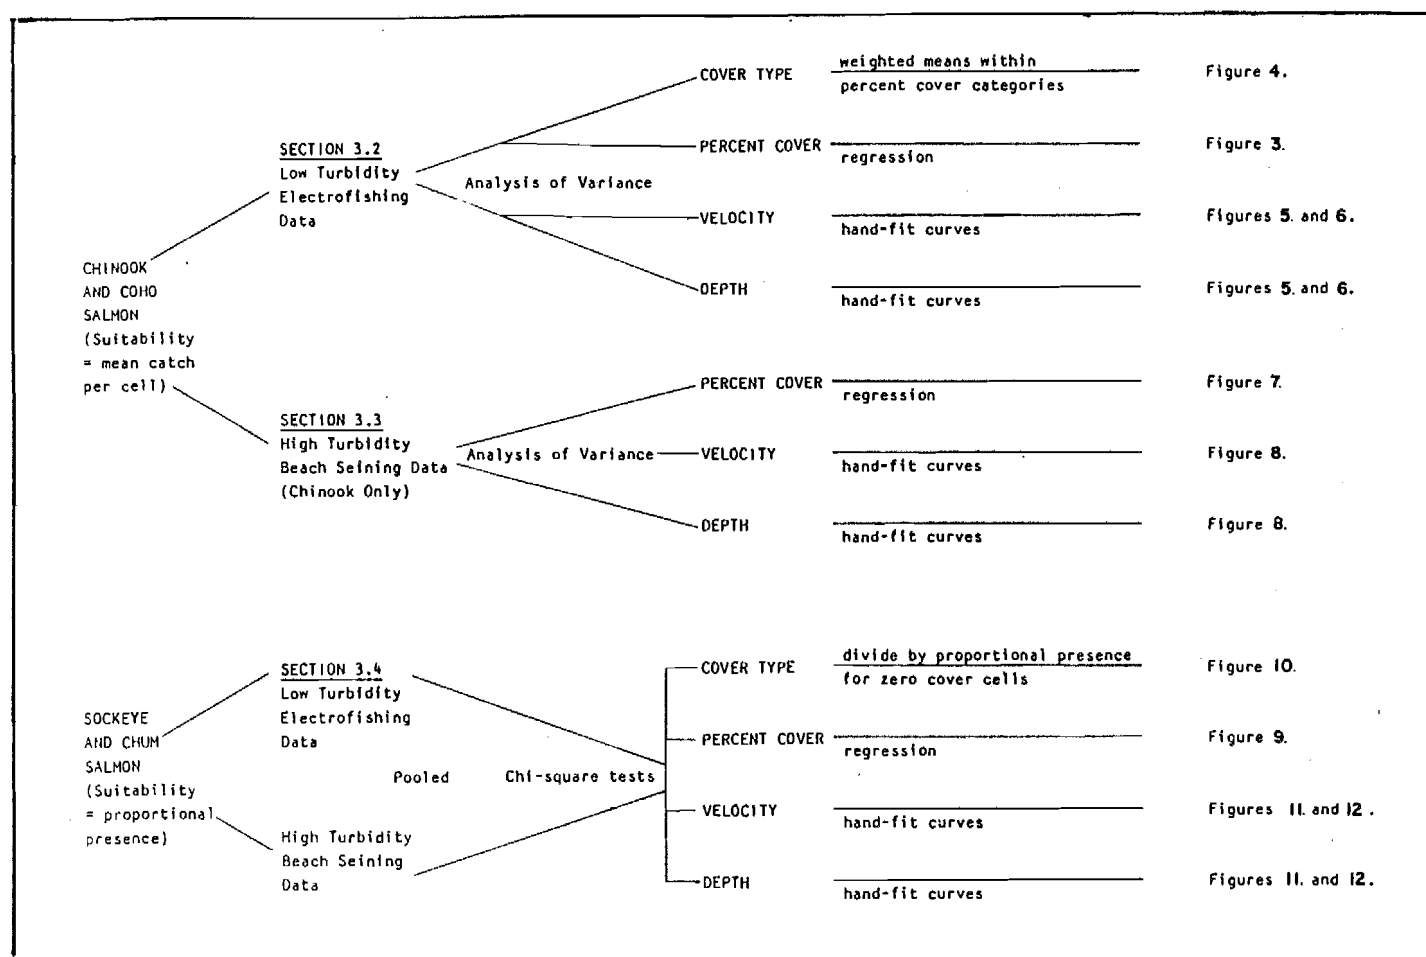 COVER TYPE weighted means within Figure 4.
percent cover categories
SECTION 3.2 PERCENT COVER regression Figure 3.
Low Turbidity
Electrofishing
Data
Analysis of Variance
VELOCITY hand-fit curves Figures 5. and 6.
DEPTH hand-fit curves Figures 5. and 6.
CHINOOK
AND COHO
SALMON
(Suitability
= mean catch
per cell)
SECTION 3.3
High Turbidity
Beach Seining Data
(Chinook Only)
Analysis of Variance
PERCENT COVER regression Figure 7.
VELOCITY hand-fit curves Figure 8.
DEPTH hand-fit curves Figure 8.
SECTION 3.4
Low Turbidity
Electrofishing
Data
SOCKEYE
AND CHUM
SALMON
(Suitability
= proportional
presence)
Pooled Chi-square tests
High Turbidity
Beach Seining
Data
COVER TYPE divide by proportional presence Figure 10.
for zero cover cells
PERCENT COVER regression Figure 9.
VELOCITY hand-fit curves Figures 11. and 12.
DEPTH hand-fit curves Figures 11. and 12.